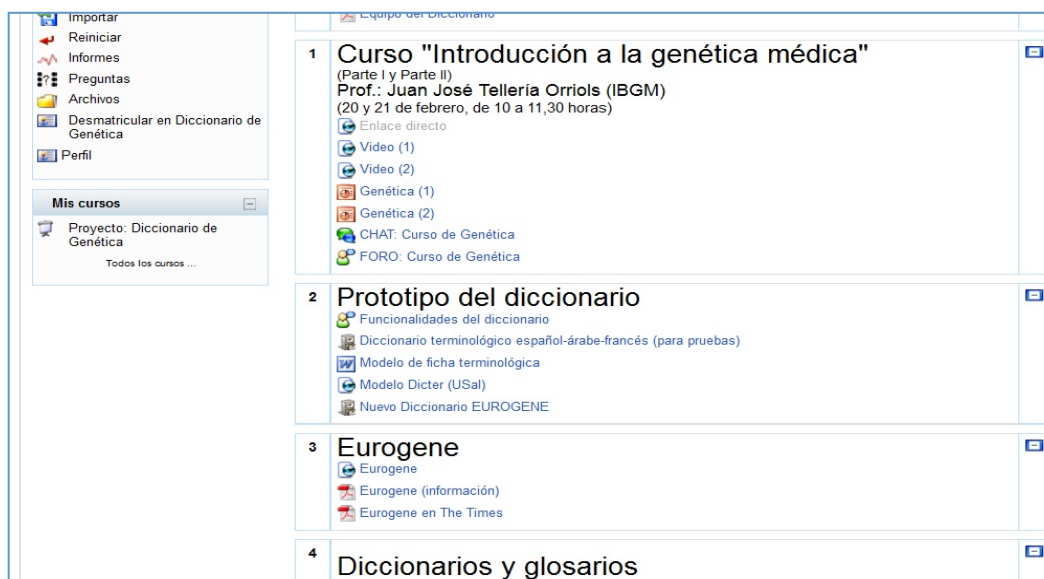 Importar
Reiniciar
Informes
Preguntas
Archivos
Desmatricular en Diccionario de
Genética
Perfil
Mis cursos
Proyecto: Diccionario de
Genética
Todos los cursos ...
Equipo del Diccionario
1
Curso "Introducción a la genética médica"
(Parte I y Parte II)
Prof.: Juan José Tellería Orriols (IBGM)
(20 y 21 de febrero, de 10 a 11,30 horas)
Enlace directo
Video (1)
Video (2)
Genética (1)
Genética (2)
CHAT: Curso de Genética
FORO: Curso de Genética
2
Prototipo del diccionario
Funcionalidades del diccionario
Diccionario terminológico español-árabe-francés (para pruebas)
Modelo de ficha terminológica
Modelo Dicter (USal)
Nuevo Diccionario EUROGENE
3
Eurogene
Eurogene
Eurogene (información)
Eurogene en The Times
4
Diccionarios y glosarios